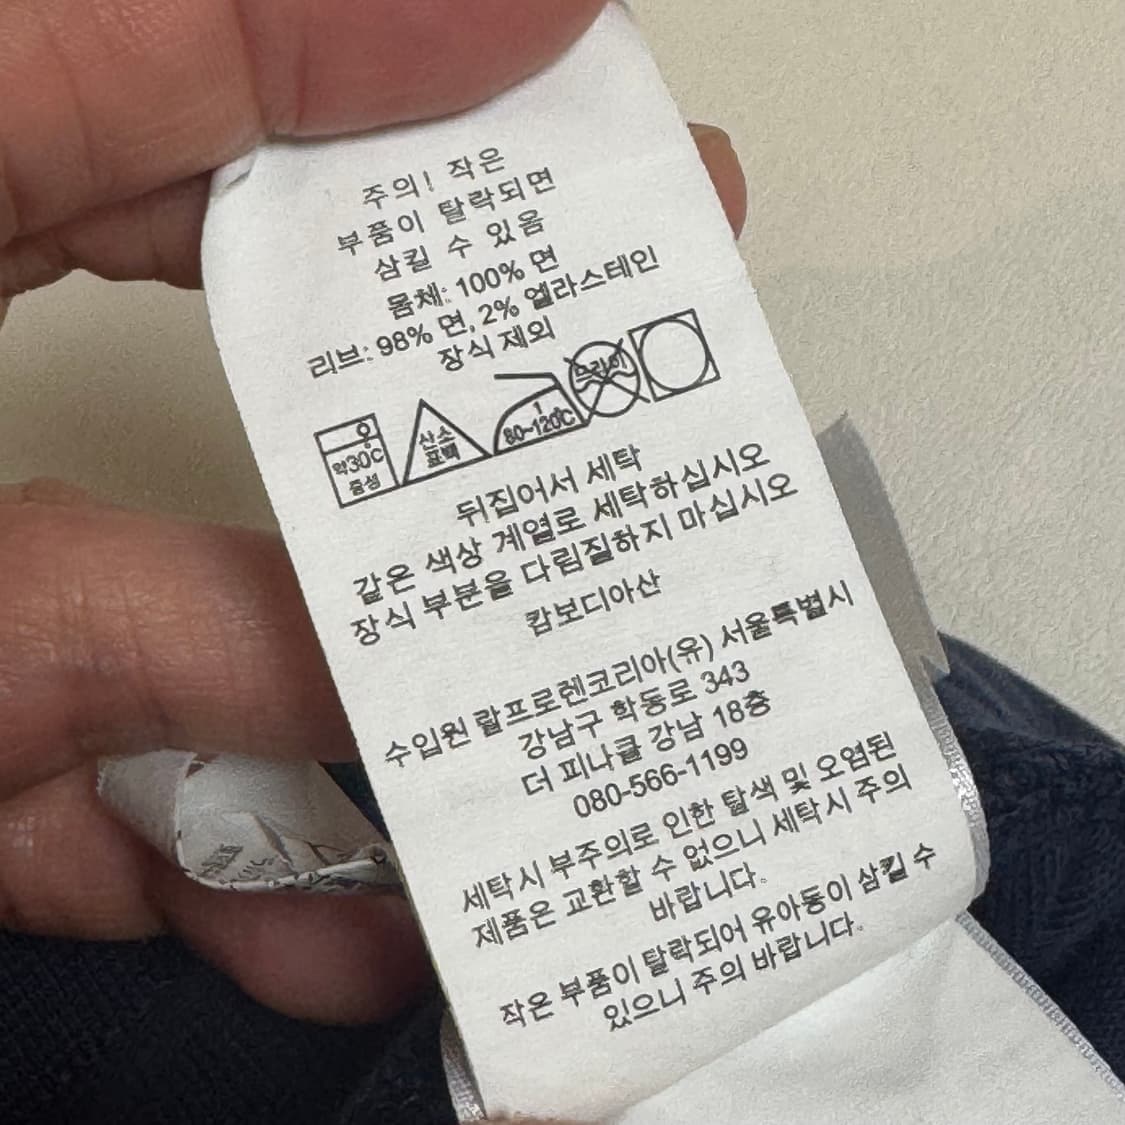 주의! 작은
부품이 탈락되면
삼킬 수 있음
몸체: 100% 면
리브: 98% 면, 2% 엘라스테인
장식 제외
약30℃
중성
산소
표백
1
80~120℃
드라이
뒤집어서 세탁
같은 색상 계열로 세탁하십시오
장식 부분을 다림질하지 마십시오
캄보디아산
수입원 랄프로렌코리아(유) 서울특별시
강남구 학동로 343
더 피나클 강남 18층
080-566-1199
세탁시 부주의로 인한 탈색 및 오염된
제품은 교환할 수 없으니 세탁시 주의
바랍니다.
작은 부품이 탈락되어 유아동이 삼킬 수
있으니 주의 바랍니다.